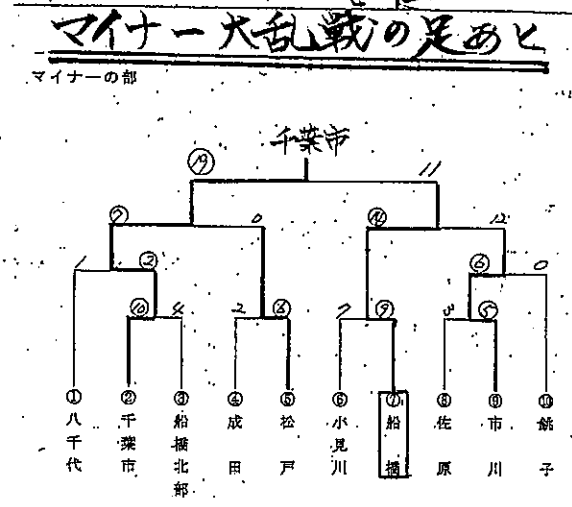 マイナー大乱戦の足あと
マイナーの部
千葉市
⑲ 11
⑦ 0 12
1 ② ⑥ 0
⑩ 4 2 ⑥ 7 ⑨ 3 ⑤
① ② ③ ④ ⑤ ⑥ ⑦ ⑧ ⑨ ⑩
八千代
千葉市
船橋北部
成田
松戸
小見川
船橋
佐原
市川
銚子